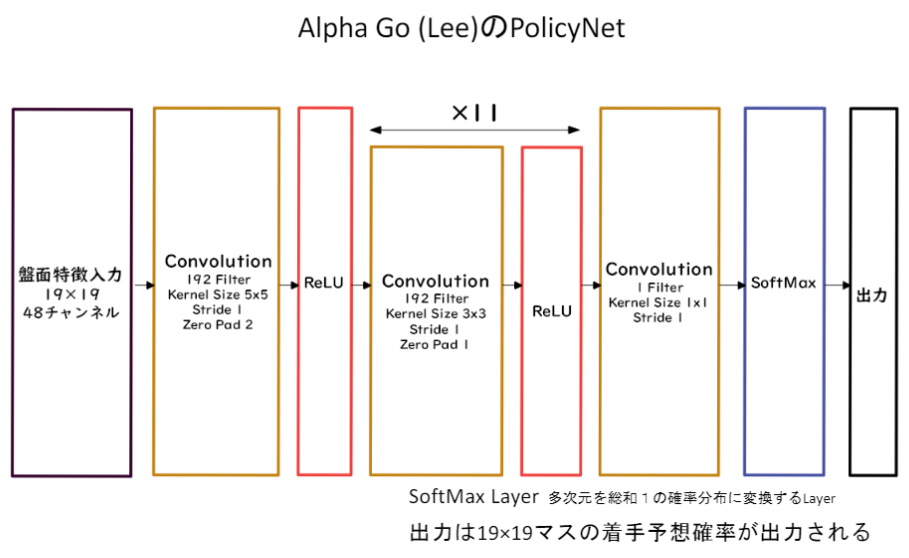 Alpha Go (Lee)のPolicyNet
×11
盤面特徴入力
19×19
48チャンネル
Convolution
192 Filter
Kernel Size 5x5
Stride 1
Zero Pad 2
ReLU
Convolution
192 Filter
Kernel Size 3x3
Stride 1
Zero Pad 1
ReLU
Convolution
1 Filter
Kernel Size 1x1
Stride 1
SoftMax
出力
SoftMax Layer 多次元を総和１の確率分布に変換するLayer
出力は19×19マスの着手予想確率が出力される